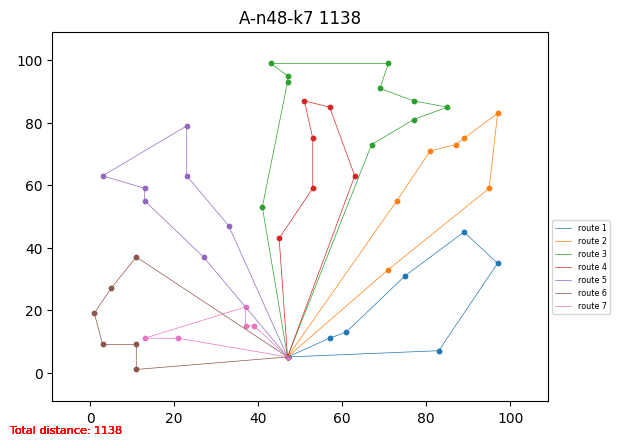 A-n48-k7 1138
100
80
60
40
20
0
0 20 40 60 80 100
route 1
route 2
route 3
route 4
route 5
route 6
route 7
Total distance: 1138